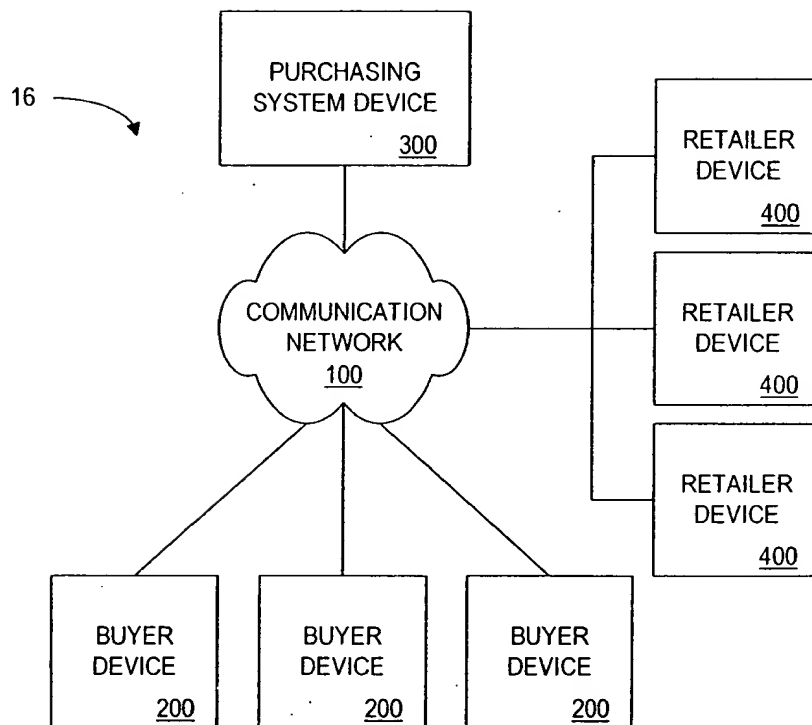 PURCHASING
SYSTEM DEVICE
300
16
RETAILER
DEVICE
400
COMMUNICATION
NETWORK
100
RETAILER
DEVICE
400
RETAILER
DEVICE
400
BUYER
DEVICE
200
BUYER
DEVICE
200
BUYER
DEVICE
200